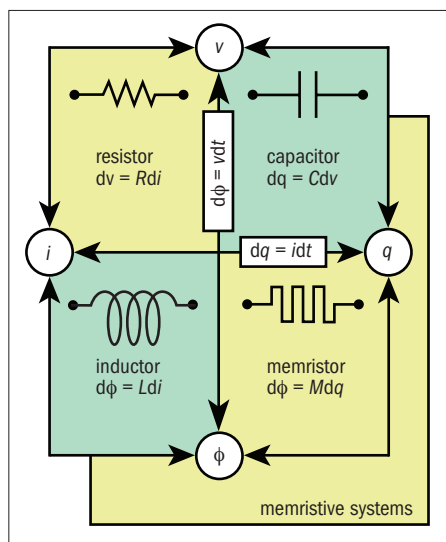 v
resistor
dv = Rdi
capacitor
dq = Cdv
dϕ = vdt
i
dq = idt
q
inductor
dϕ = Ldi
memristor
dϕ = Mdq
ϕ
memristive systems